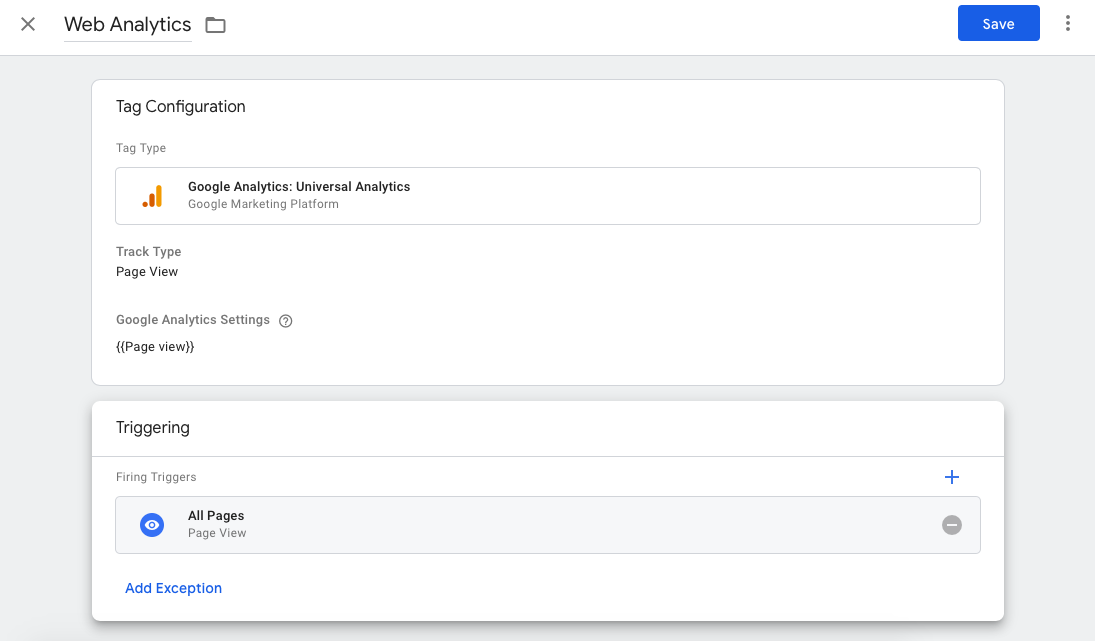 Web Analytics
Save
Tag Configuration
Tag Type
Google Analytics: Universal Analytics
Google Marketing Platform
Track Type
Page View
Google Analytics Settings
{{Page view}}
Triggering
Firing Triggers
All Pages
Page View
Add Exception